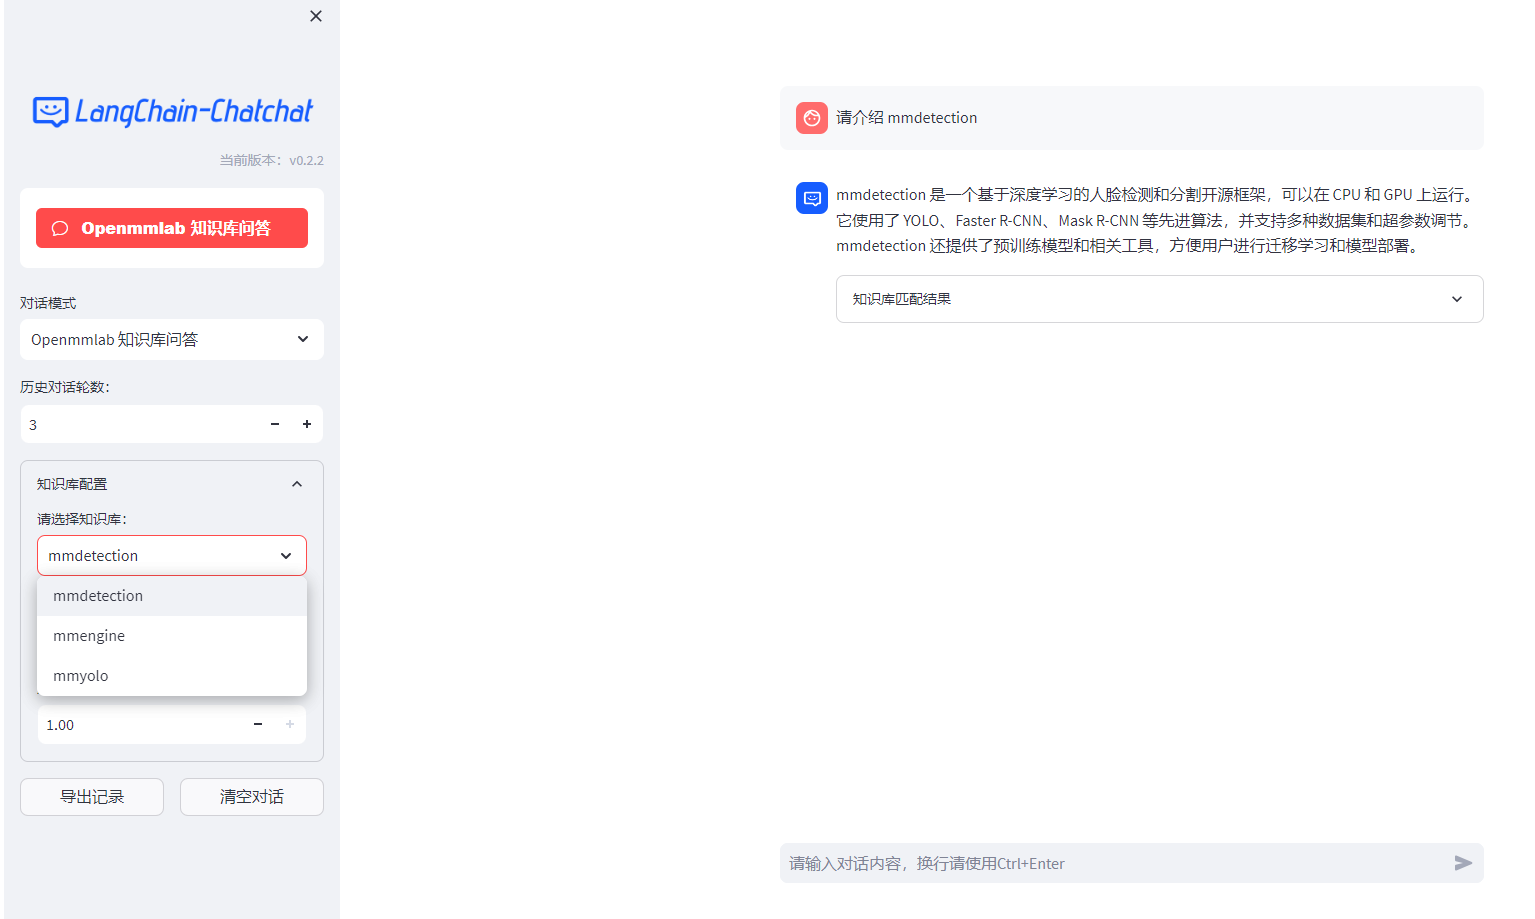 LangChain-Chatchat
当前版本：v0.2.2
Openmmlab 知识库问答
对话模式
Openmmlab 知识库问答
历史对话轮数：
3
知识库配置
请选择知识库：
mmdetection
mmdetection
mmengine
mmyolo
1.00
导出记录
清空对话
请介绍 mmdetection
mmdetection 是一个基于深度学习的人脸检测和分割开源框架，可以在 CPU 和 GPU 上运行。
它使用了 YOLO、Faster R-CNN、Mask R-CNN 等先进算法，并支持多种数据集和超参数调节。
mmdetection 还提供了预训练模型和相关工具，方便用户进行迁移学习和模型部署。
知识库匹配结果
请输入对话内容，换行请使用Ctrl+Enter